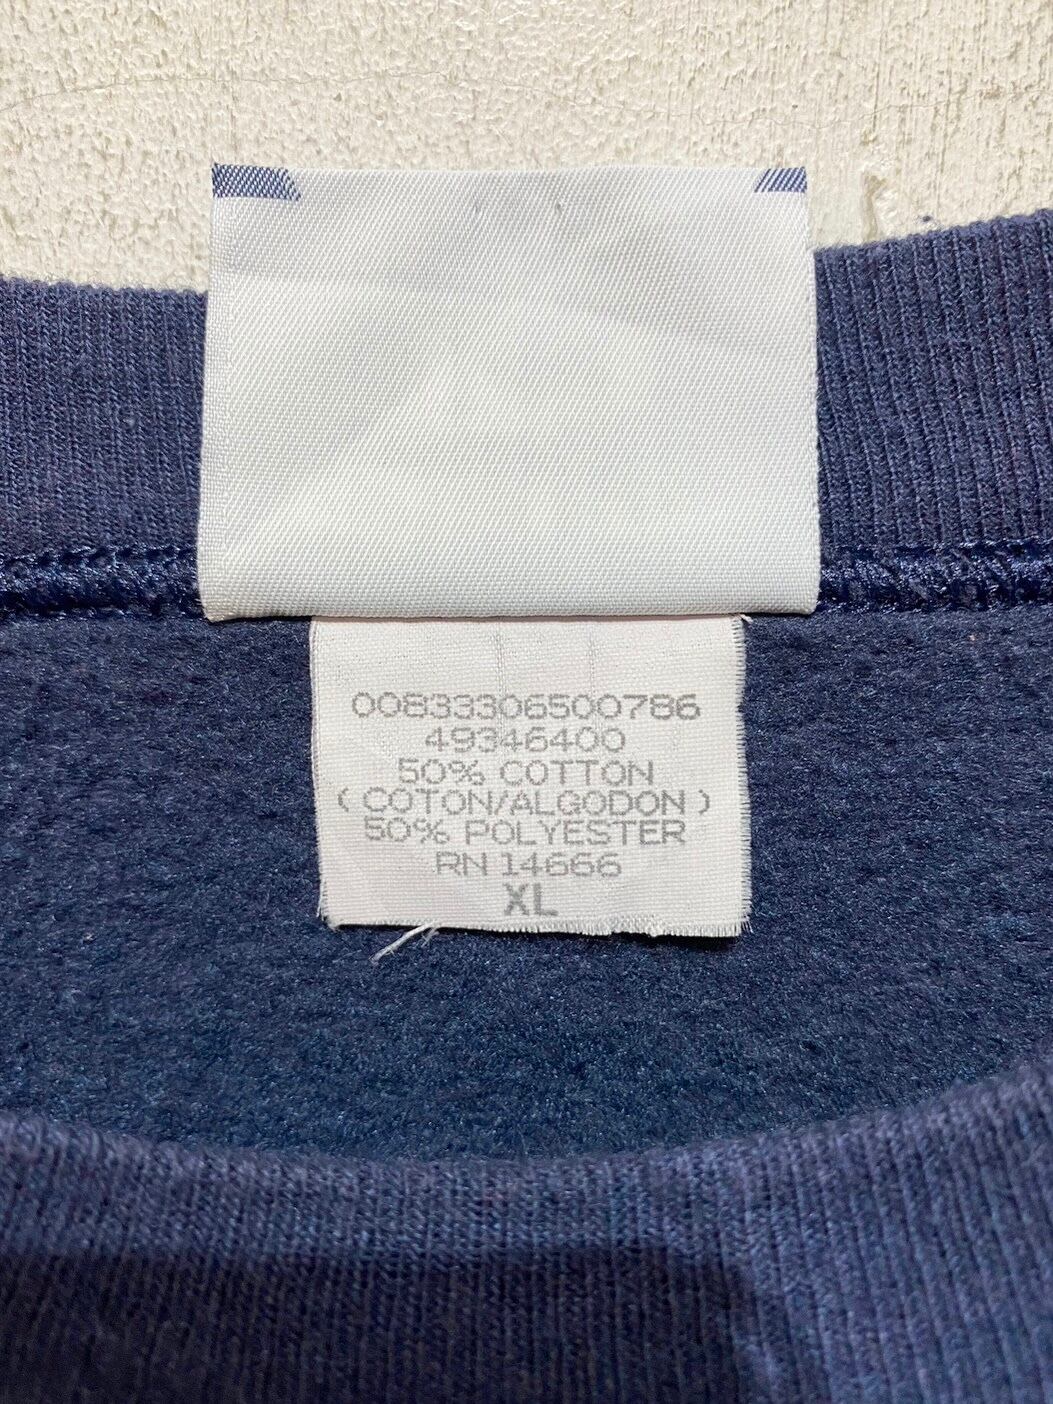 00833306500786
49346400
50% COTTON
( COTON/ALGODON )
50% POLYESTER
RN 14666
XL